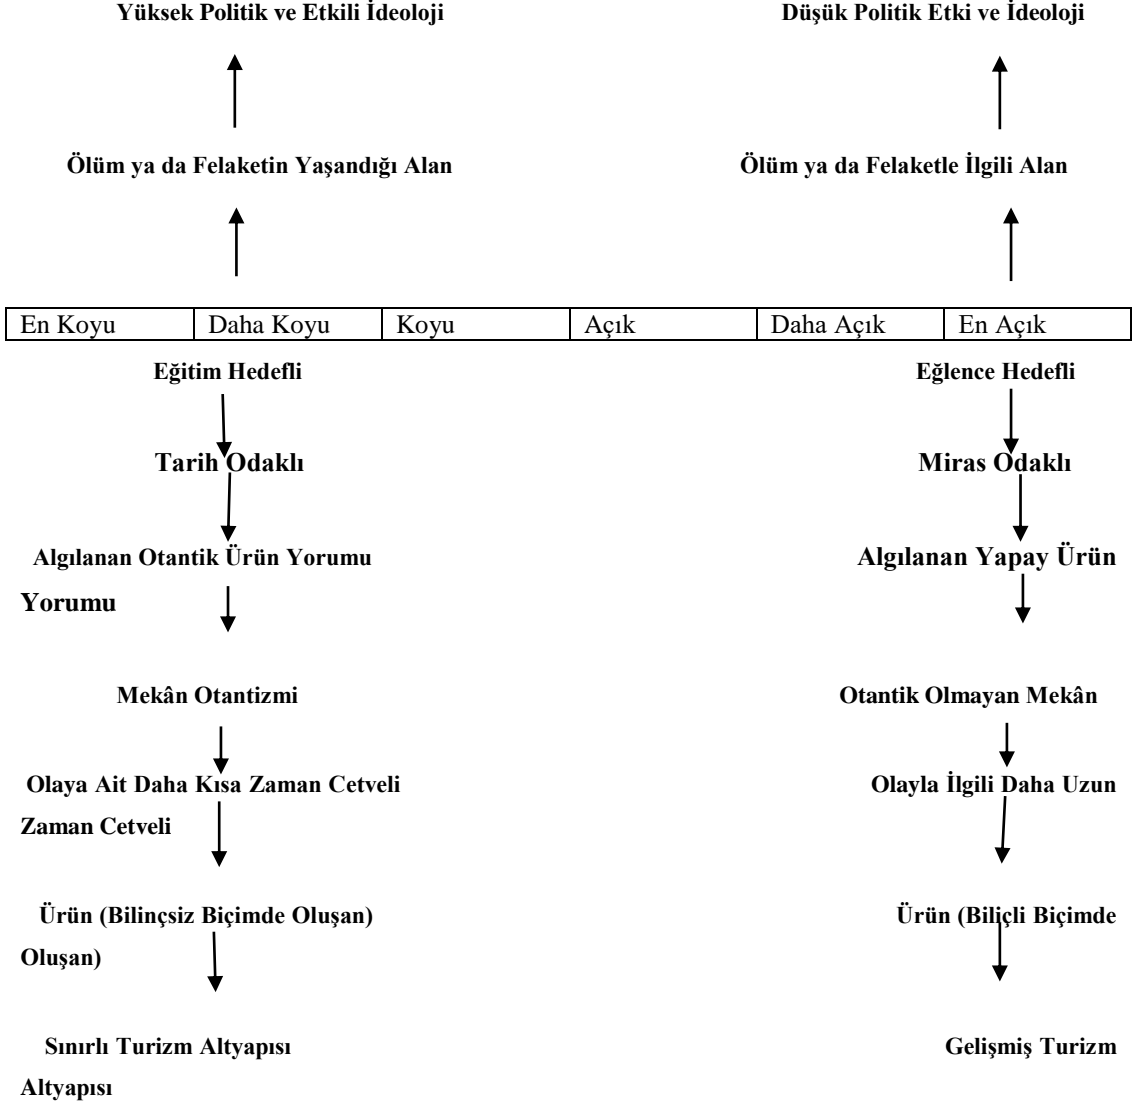 Yüksek Politik ve Etkili İdeoloji Düşük Politik Etki ve İdeoloji
Ölüm ya da Felaketin Yaşandığı Alan Ölüm ya da Felaketle İlgili Alan
En Koyu Daha Koyu Koyu Açık Daha Açık En Açık
Eğitim Hedefli Eğlence Hedefli
Tarih Odaklı Miras Odaklı
Algılanan Otantik Ürün Yorumu Algılanan Yapay Ürün
Yorumu
Mekân Otantizmi Otantik Olmayan Mekân
Olaya Ait Daha Kısa Zaman Cetveli Olayla İlgili Daha Uzun
Zaman Cetveli
Ürün (Bilinçsiz Biçimde Oluşan) Ürün (Biliçli Biçimde
Oluşan)
Sınırlı Turizm Altyapısı Gelişmiş Turizm
Altyapısı